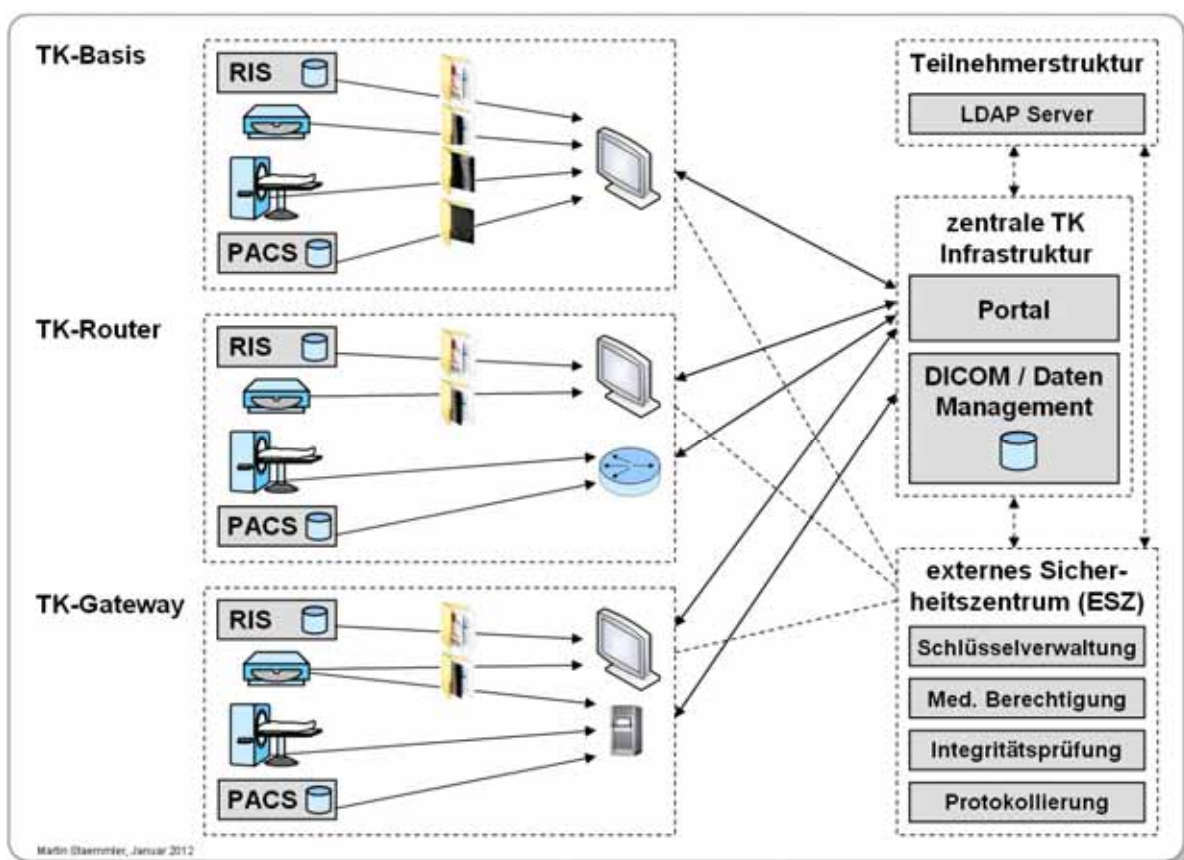 TK-Basis
RIS
PACS
TK-Router
RIS
PACS
TK-Gateway
RIS
PACS
Teilnehmerstruktur
LDAP Server
zentrale TK
Infrastruktur
Portal
DICOM / Daten
Management
externes Sicher-
heitszentrum (ESZ)
Schlüsselverwaltung
Med. Berechtigung
Integritätsprüfung
Protokollierung
Martin Staemmler, Januar 2012